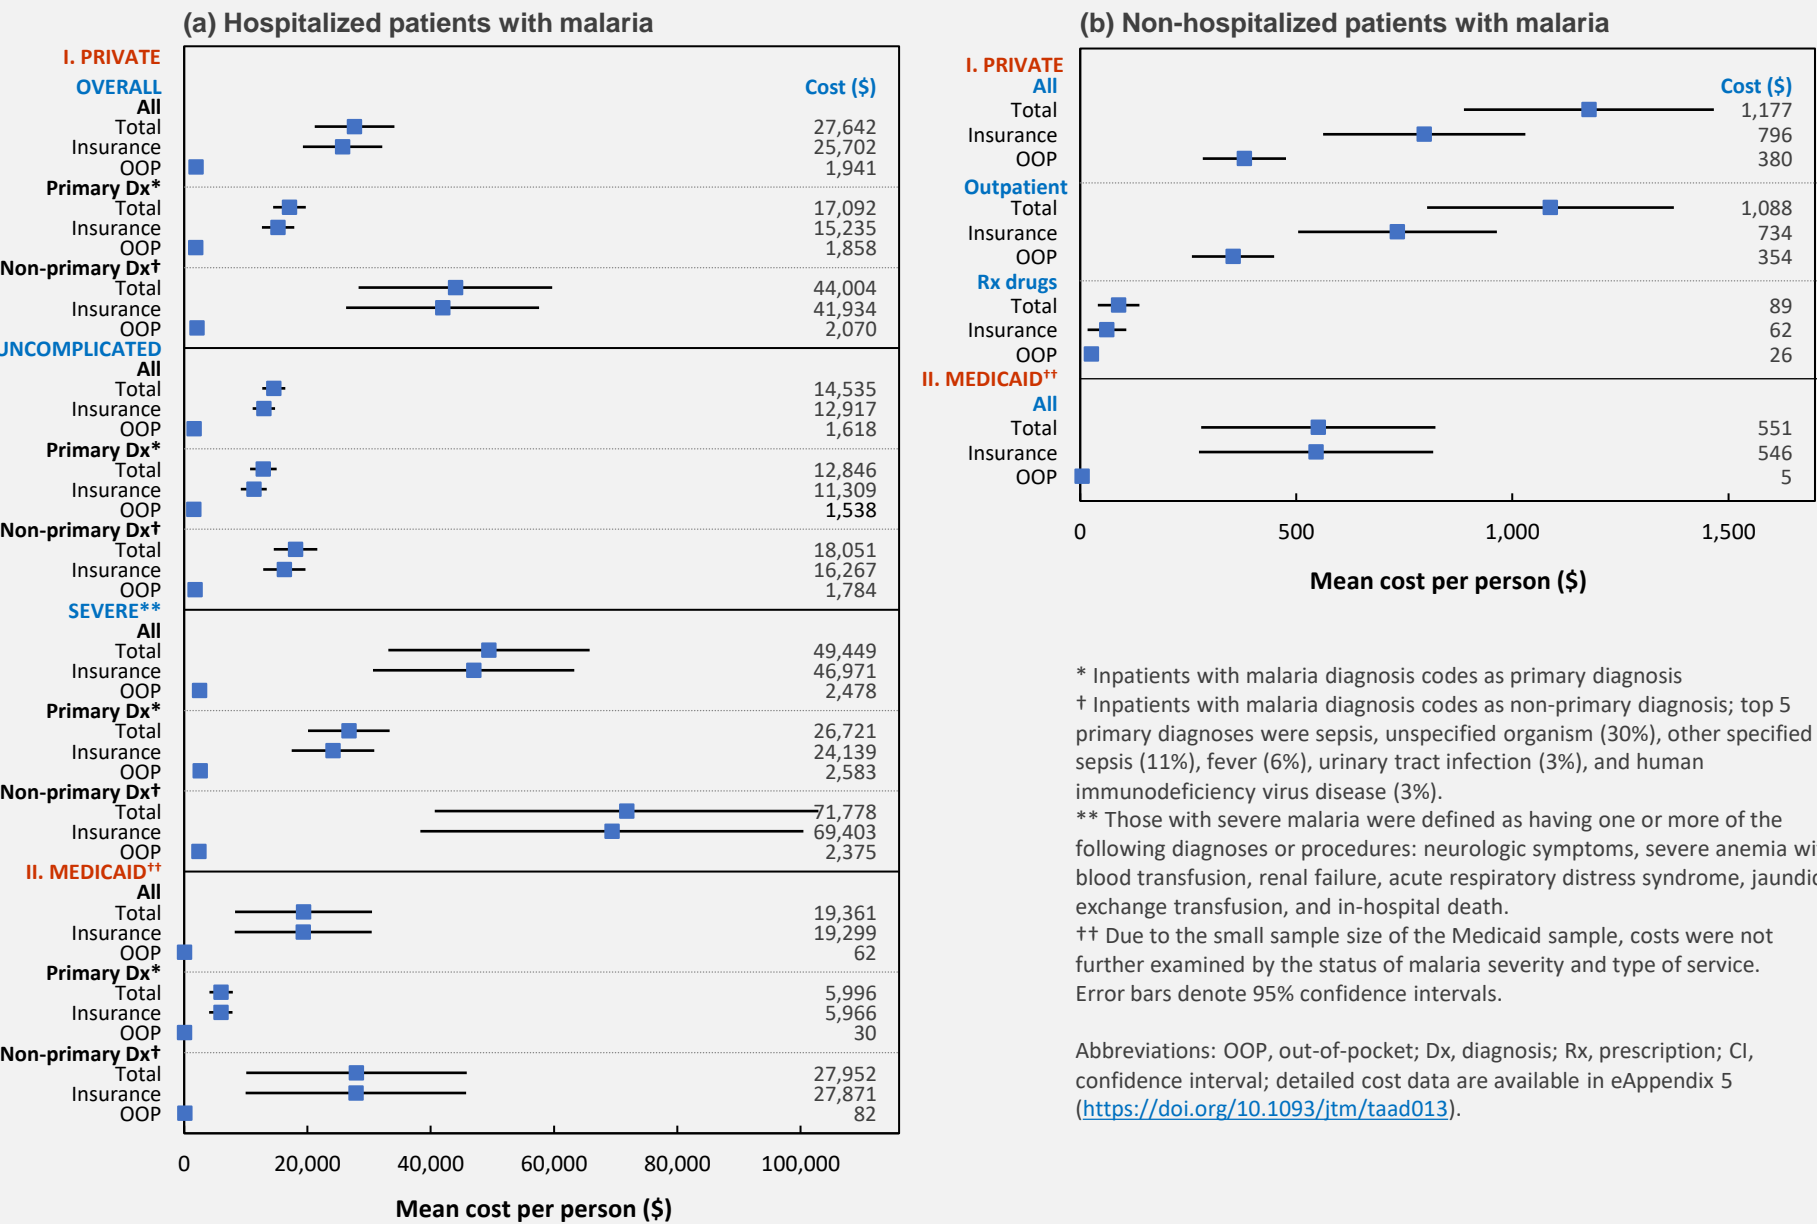 (a) Hospitalized patients with malaria
I. PRIVATE
OVERALL Cost ($)
All
Total 27,642
Insurance 25,702
OOP 1,941
Primary Dx*
Total 17,092
Insurance 15,235
OOP 1,858
Non-primary Dx†
Total 44,004
Insurance 41,934
OOP 2,070
UNCOMPLICATED
All
Total 14,535
Insurance 12,917
OOP 1,618
Primary Dx*
Total 12,846
Insurance 11,309
OOP 1,538
Non-primary Dx†
Total 18,051
Insurance 16,267
OOP 1,784
SEVERE**
All
Total 49,449
Insurance 46,971
OOP 2,478
Primary Dx*
Total 26,721
Insurance 24,139
OOP 2,583
Non-primary Dx†
Total 71,778
Insurance 69,403
OOP 2,375
II. MEDICAID††
All
Total 19,361
Insurance 19,299
OOP 62
Primary Dx*
Total 5,996
Insurance 5,966
OOP 30
Non-primary Dx†
Total 27,952
Insurance 27,871
OOP 82
0 20,000 40,000 60,000 80,000 100,000
Mean cost per person ($)
(b) Non-hospitalized patients with malaria
I. PRIVATE
All Cost ($)
Total 1,177
Insurance 796
OOP 380
Outpatient
Total 1,088
Insurance 734
OOP 354
Rx drugs
Total 89
Insurance 62
OOP 26
II. MEDICAID††
All
Total 551
Insurance 546
OOP 5
0 500 1,000 1,500
Mean cost per person ($)
* Inpatients with malaria diagnosis codes as primary diagnosis
† Inpatients with malaria diagnosis codes as non-primary diagnosis; top 5
primary diagnoses were sepsis, unspecified organism (30%), other specified
sepsis (11%), fever (6%), urinary tract infection (3%), and human
immunodeficiency virus disease (3%).
** Those with severe malaria were defined as having one or more of the
following diagnoses or procedures: neurologic symptoms, severe anemia wi
blood transfusion, renal failure, acute respiratory distress syndrome, jaundic
exchange transfusion, and in-hospital death.
†† Due to the small sample size of the Medicaid sample, costs were not
further examined by the status of malaria severity and type of service.
Error bars denote 95% confidence intervals.
Abbreviations: OOP, out-of-pocket; Dx, diagnosis; Rx, prescription; CI,
confidence interval; detailed cost data are available in eAppendix 5
(https://doi.org/10.1093/jtm/taad013).